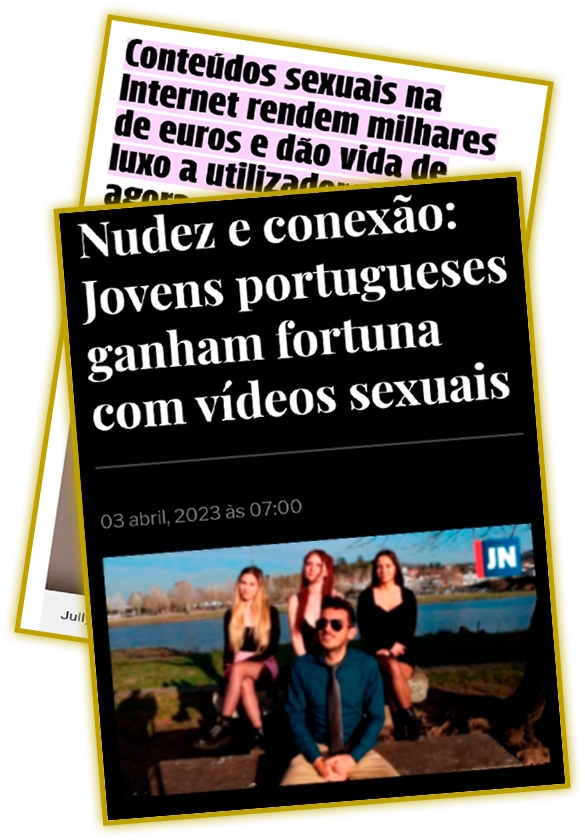 Conteúdos sexuais na
Internet rendem milhares
de euros e dão vida de
luxo a
agora
Nudez e conexão:
Jovens portugueses
ganham fortuna
com vídeos sexuais
03 abril, 2023 às 07:00
JN